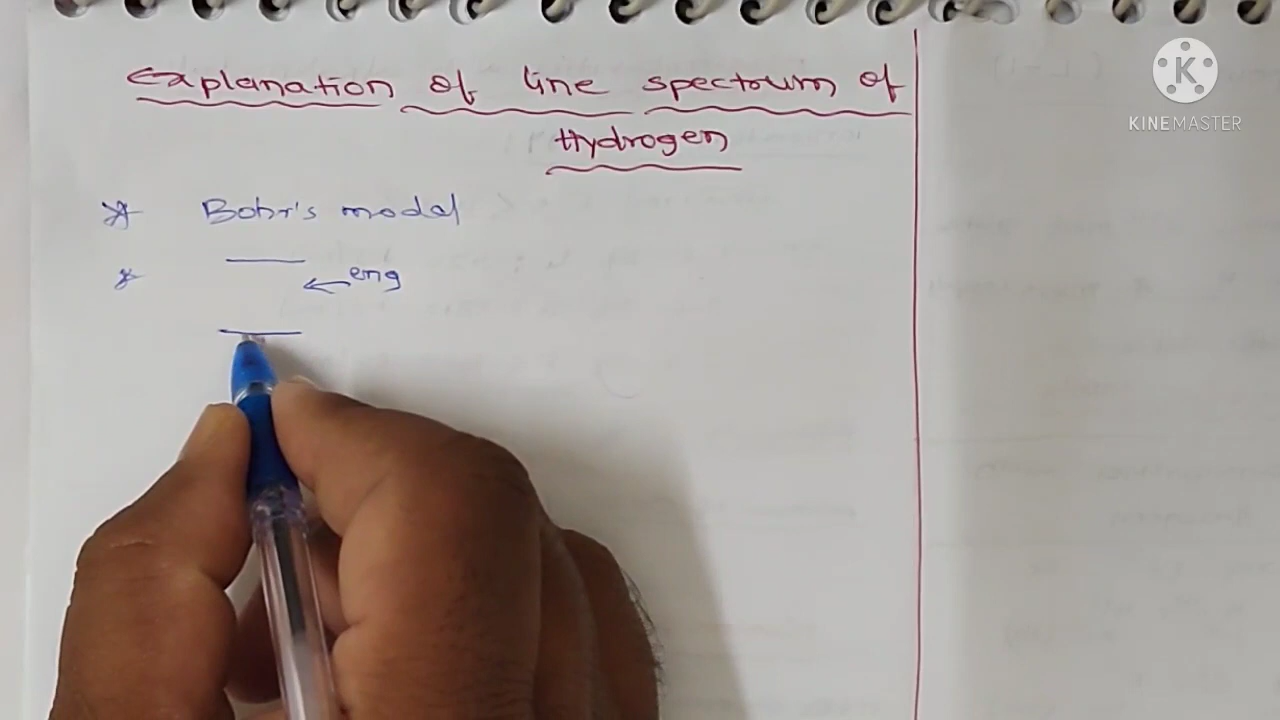 Explanation of line spectrum of
Hydrogen
* Bohr's model
* ← eng
KINEMASTER